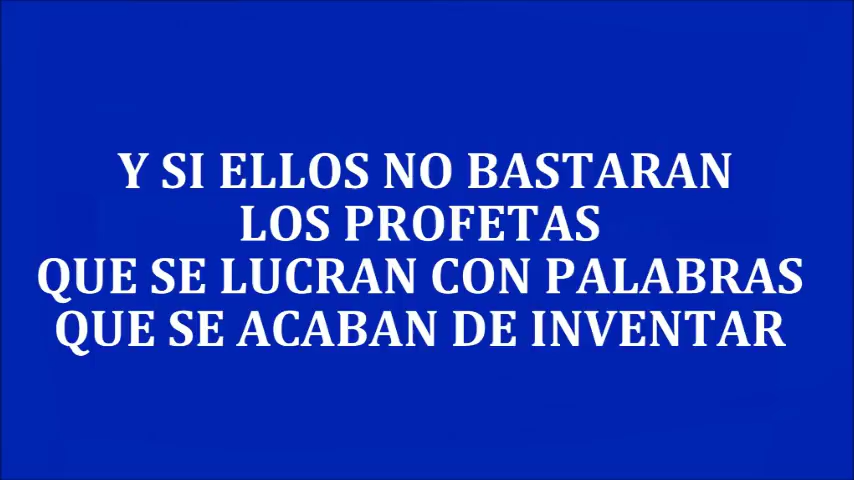 Y SI ELLOS NO BASTARAN
LOS PROFETAS
QUE SE LUCRAN CON PALABRAS
QUE SE ACABAN DE INVENTAR